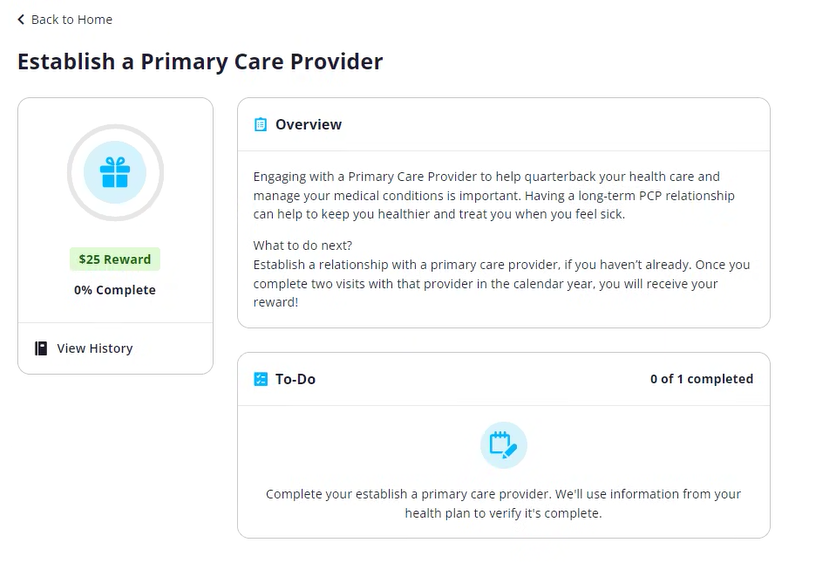 Back to Home
Establish a Primary Care Provider
$25 Reward
0% Complete
View History
Overview
Engaging with a Primary Care Provider to help quarterback your health care and
manage your medical conditions is important. Having a long-term PCP relationship
can help to keep you healthier and treat you when you feel sick.
What to do next?
Establish a relationship with a primary care provider, if you haven’t already. Once you
complete two visits with that provider in the calendar year, you will receive your
reward!
To-Do
0 of 1 completed
Complete your establish a primary care provider. We'll use information from your
health plan to verify it's complete.